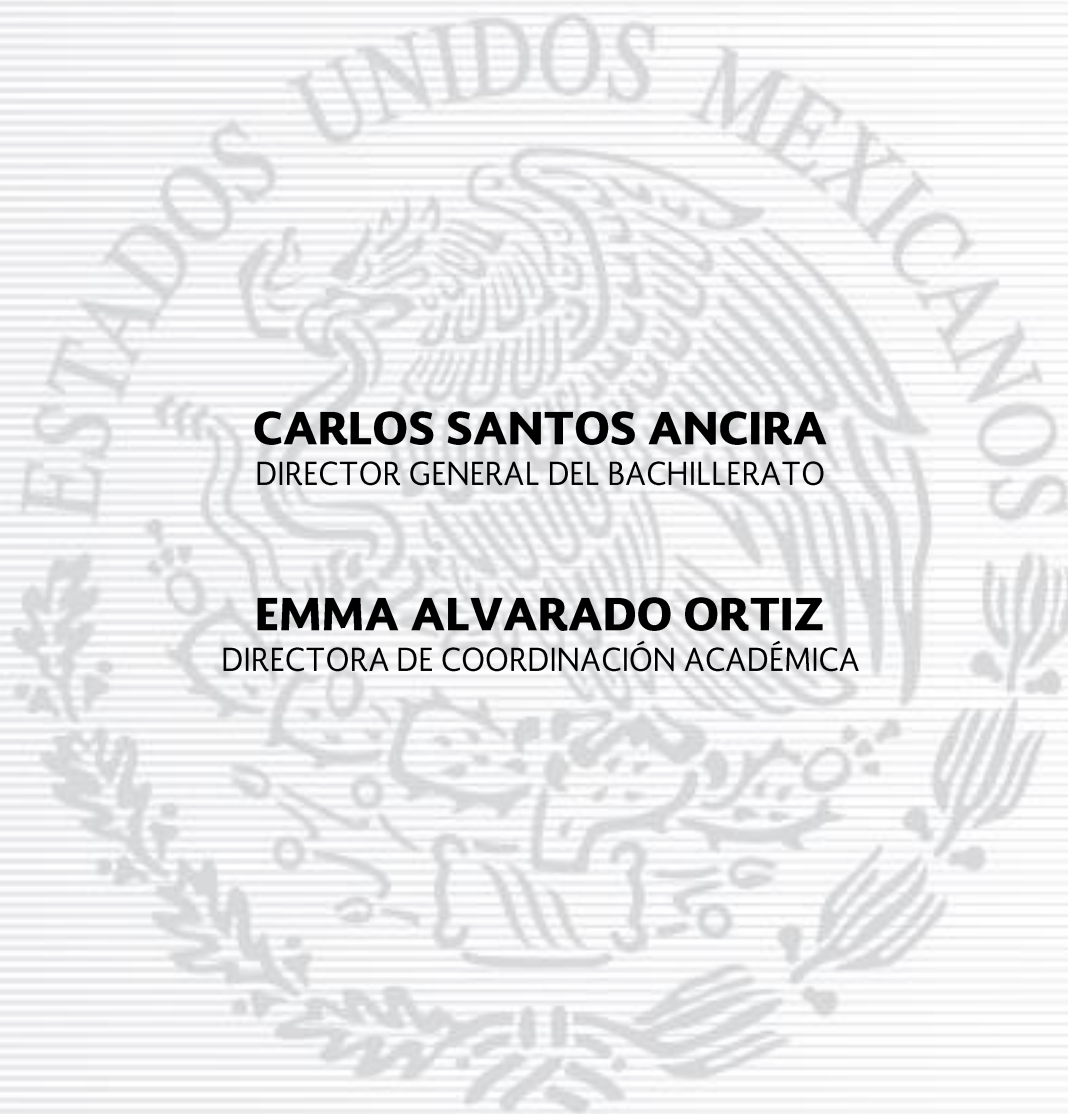 ESTADOS UNIDOS MEXICANOS
CARLOS SANTOS ANCIRA
DIRECTOR GENERAL DEL BACHILLERATO
EMMA ALVARADO ORTIZ
DIRECTORA DE COORDINACIÓN ACADÉMICA